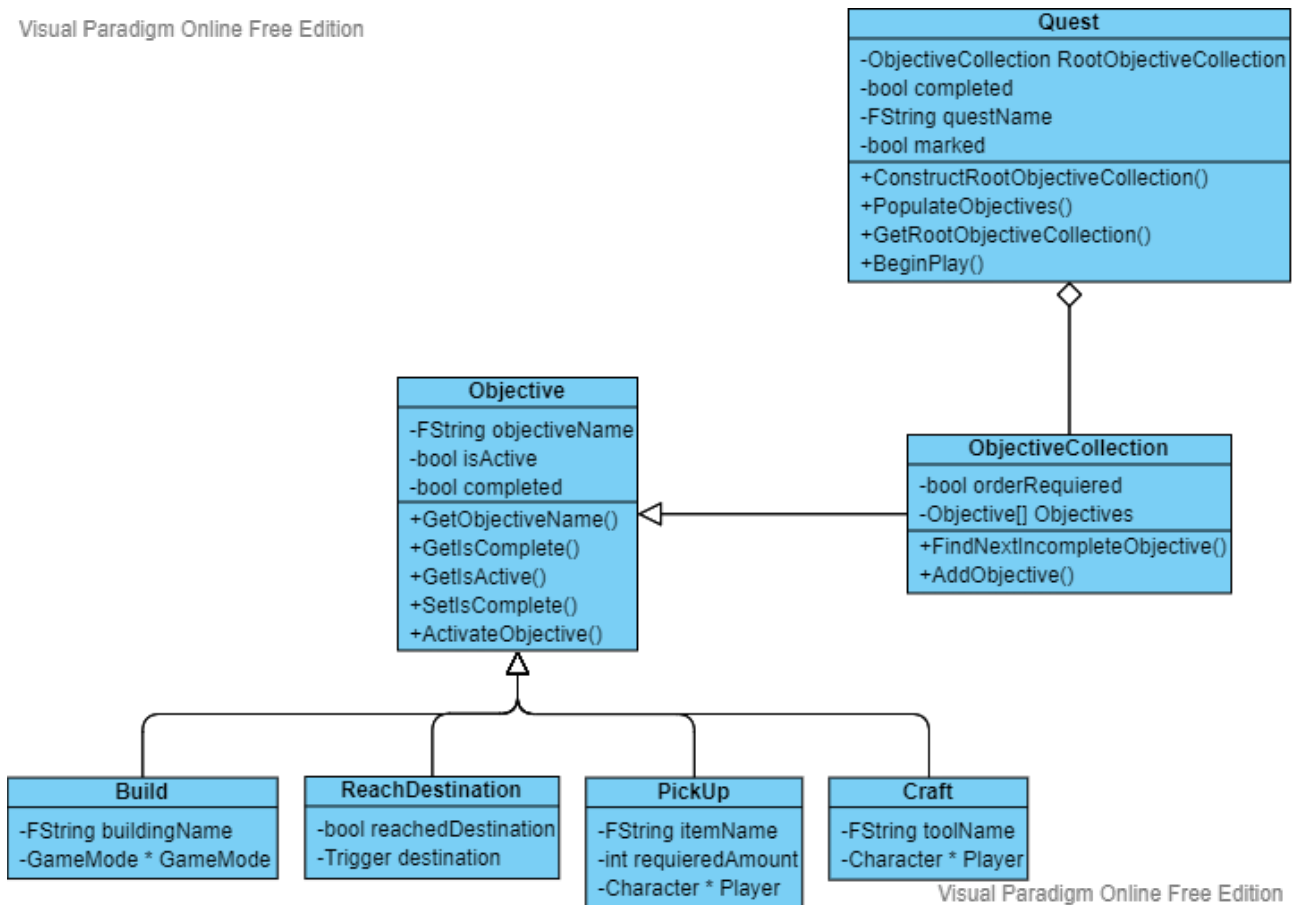 Visual Paradigm Online Free Edition
Quest
-ObjectiveCollection RootObjectiveCollection
-bool completed
-FString questName
-bool marked
+ConstructRootObjectiveCollection()
+PopulateObjectives()
+GetRootObjectiveCollection()
+BeginPlay()
Objective
-FString objectiveName
-bool isActive
-bool completed
+GetObjectiveName()
+GetIsComplete()
+GetIsActive()
+SetIsComplete()
+ActivateObjective()
ObjectiveCollection
-bool orderRequiered
-Objective[] Objectives
+FindNextIncompleteObjective()
+AddObjective()
Build
-FString buildingName
-GameMode * GameMode
ReachDestination
-bool reachedDestination
-Trigger destination
PickUp
-FString itemName
-int requieredAmount
-Character * Player
Craft
-FString toolName
-Character * Player
Visual Paradigm Online Free Edition